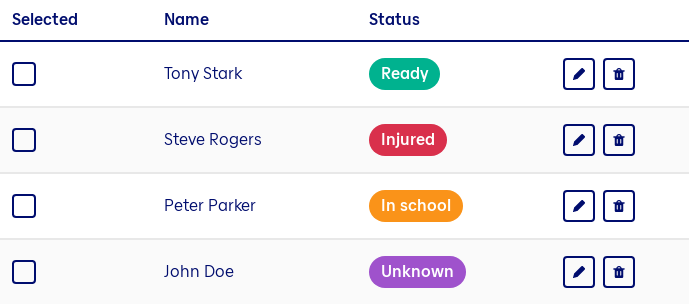 Selected Name Status
Tony Stark Ready
Steve Rogers Injured
Peter Parker In school
John Doe Unknown